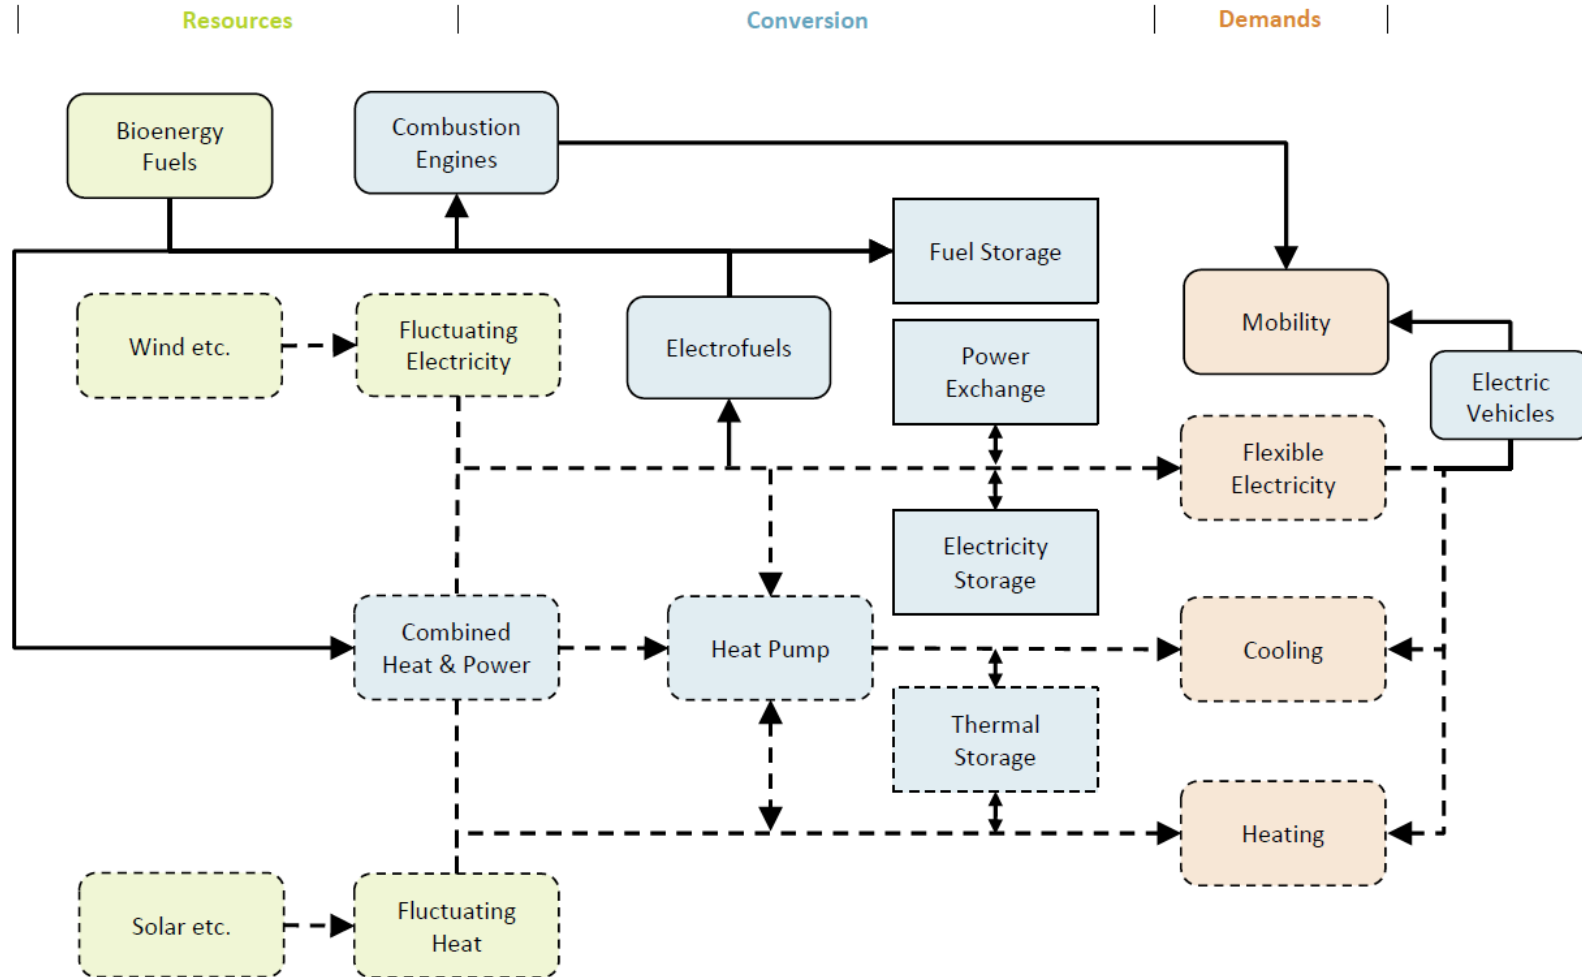 Resources
Conversion
Demands
Bioenergy
Fuels
Combustion
Engines
Fuel Storage
Wind etc.
Fluctuating
Electricity
Electrofuels
Power
Exchange
Mobility
Electric
Vehicles
Flexible
Electricity
Electricity
Storage
Combined
Heat & Power
Heat Pump
Cooling
Thermal
Storage
Heating
Solar etc.
Fluctuating
Heat